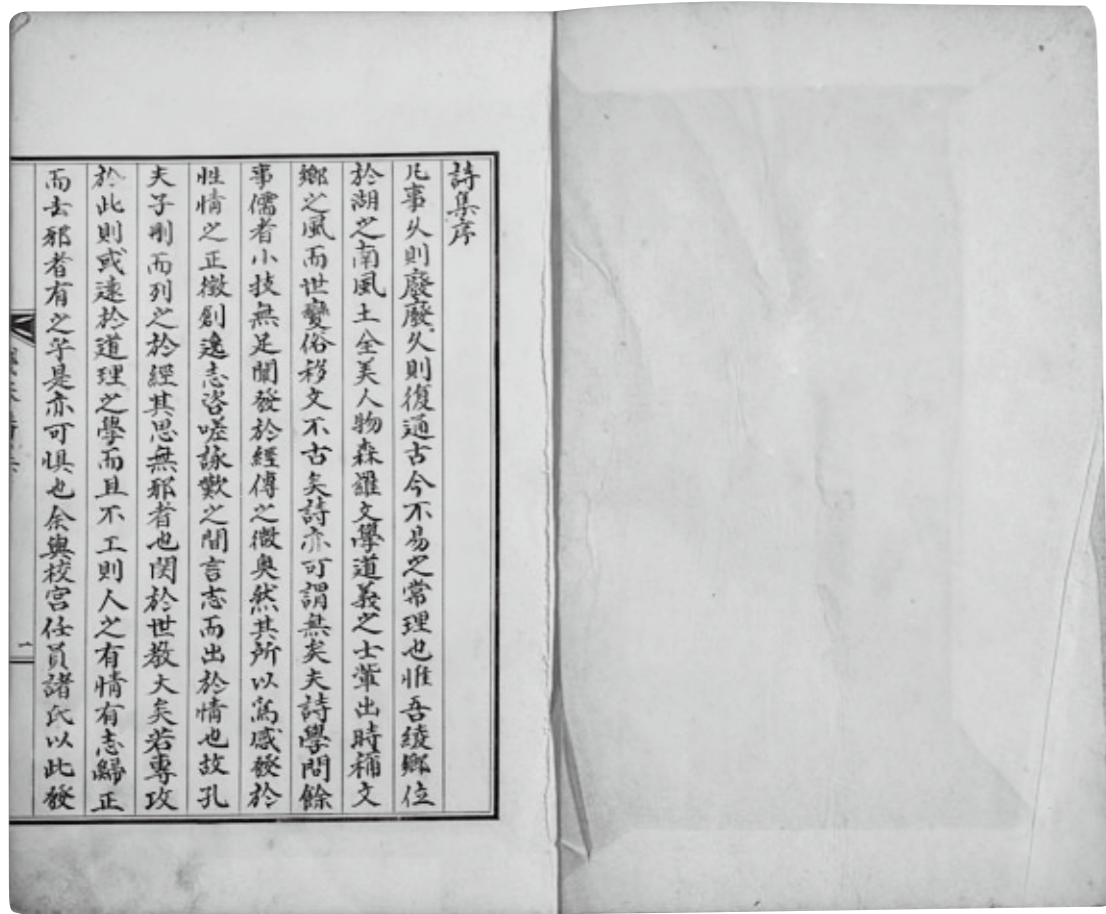 詩集序
凡事久則廢廢久則復通古今不易之常理也惟吾綾鄉位
於湖之南風土全美人物森羅文學道義之士輩出時稱文
鄉之風而世變俗移文不古矣詩亦可謂無矣夫詩學問餘
事儒者小技無足闡發於經傳之微奧然其所以為感發於
性情之正徵創逸志咨嗟詠歎之間言志而出於情也故孔
夫子刪而列之於經其思無邪者也関於世教大矣若專攻
於此則或遠於道理之學而且不工則人之有情有志歸正
而去邪者有之乎是亦可惧也余與校宮任員諸氏以此發
一